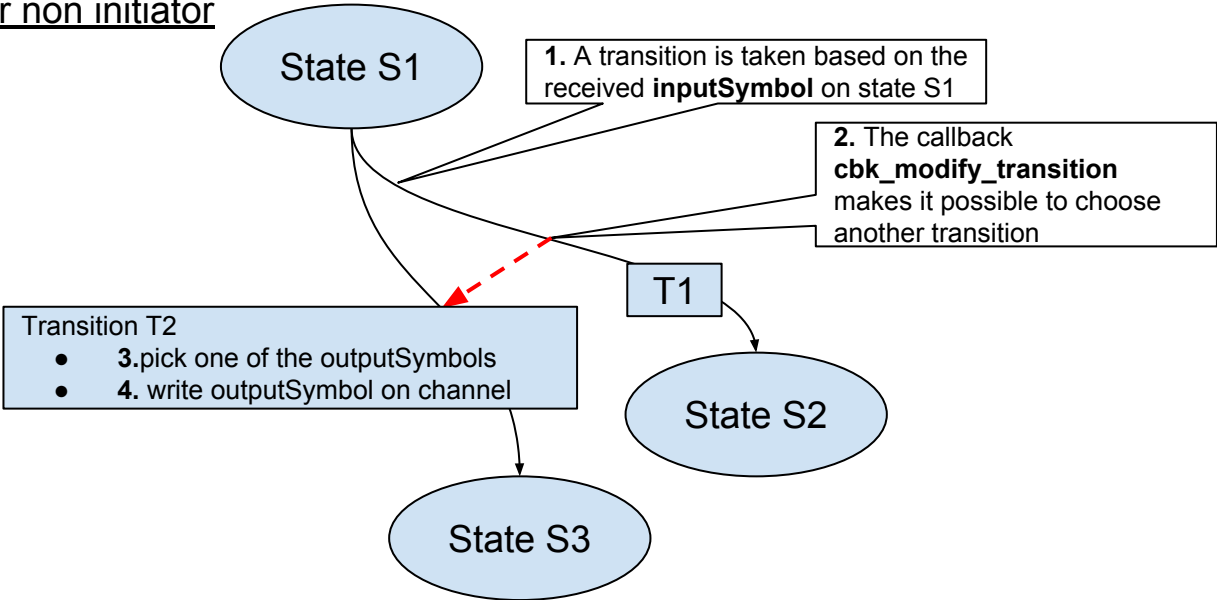 r non initiator
State S1
1. A transition is taken based on the
received inputSymbol on state S1
2. The callback
cbk_modify_transition
makes it possible to choose
another transition
T1
Transition T2
● 3.pick one of the outputSymbols
● 4. write outputSymbol on channel
State S2
State S3